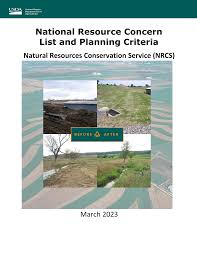 USDA
National Resource Concern
List and Planning Criteria
Natural Resources Conservation Service (NRCS)
BEFORE AFTER
March 2023